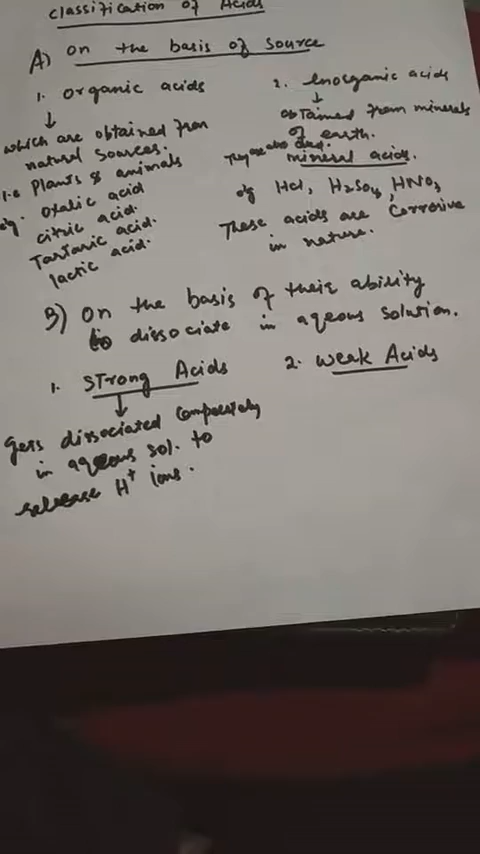 classification of Acids
A) on the basis of source
1. organic acids
which are obtained from
natural sources.
i.e Plants & animals
eg. oxalic acid
citric acid.
Tartaric acid.
lactic acid.
2. inorganic acids
obtained from minerals
of earth.
They are also
mineral acids.
eg HCl, H2SO4, HNO3
These acids are corrosive
in nature.
B) on the basis of their ability
to dissociate in aqeous solution.
1. STrong Acids
Gets dissociated completely
in aqeous sol. to
release H+ ions.
2. weak Acids